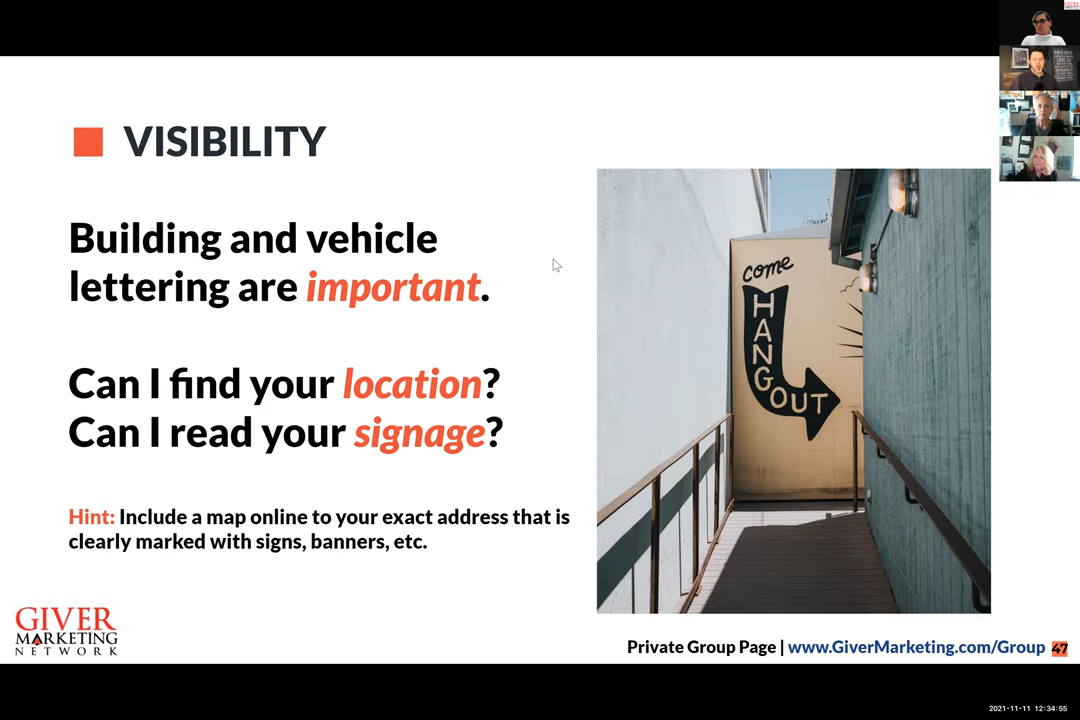 VISIBILITY
Building and vehicle
lettering are important.
Can I find your location?
Can I read your signage?
Hint: Include a map online to your exact address that is
clearly marked with signs, banners, etc.
come
HANGOUT
GIVER
MARKETING
NETWORK
Private Group Page | www.GiverMarketing.com/Group 47
2021-11-11 12:34:55